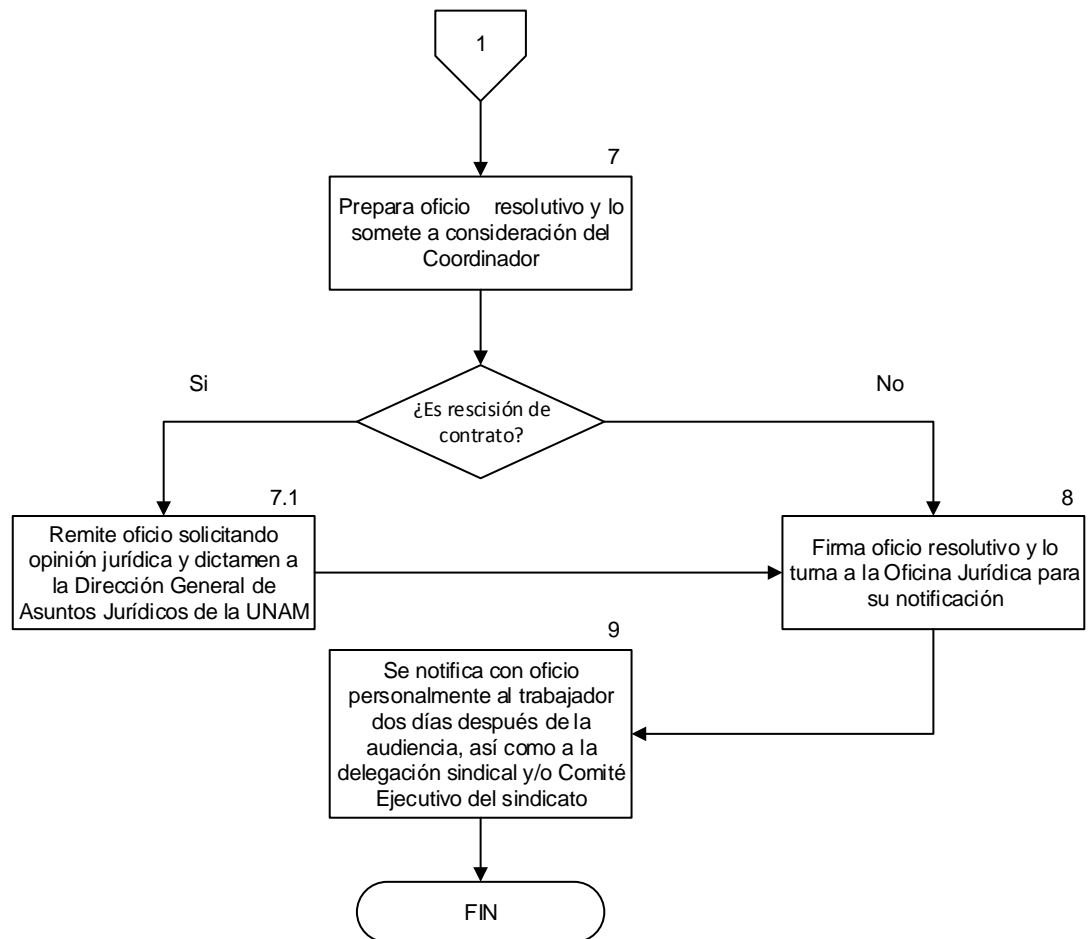 1
7
Prepara oficio resolutivo y lo
somete a consideración del
Coordinador
Si
¿Es rescisión de
contrato?
No
7.1
Remite oficio solicitando
opinión jurídica y dictamen a
la Dirección General de
Asuntos Jurídicos de la UNAM
8
Firma oficio resolutivo y lo
turna a la Oficina Jurídica para
su notificación
9
Se notifica con oficio
personalmente al trabajador
dos días después de la
audiencia, así como a la
delegación sindical y/o Comité
Ejecutivo del sindicato
FIN